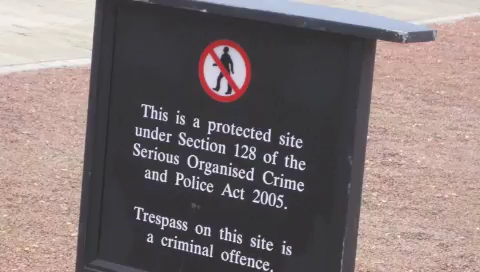 This is a protected site
under Section 128 of the
Serious Organised Crime
and Police Act 2005.
Trespass on this site is
a criminal offence.